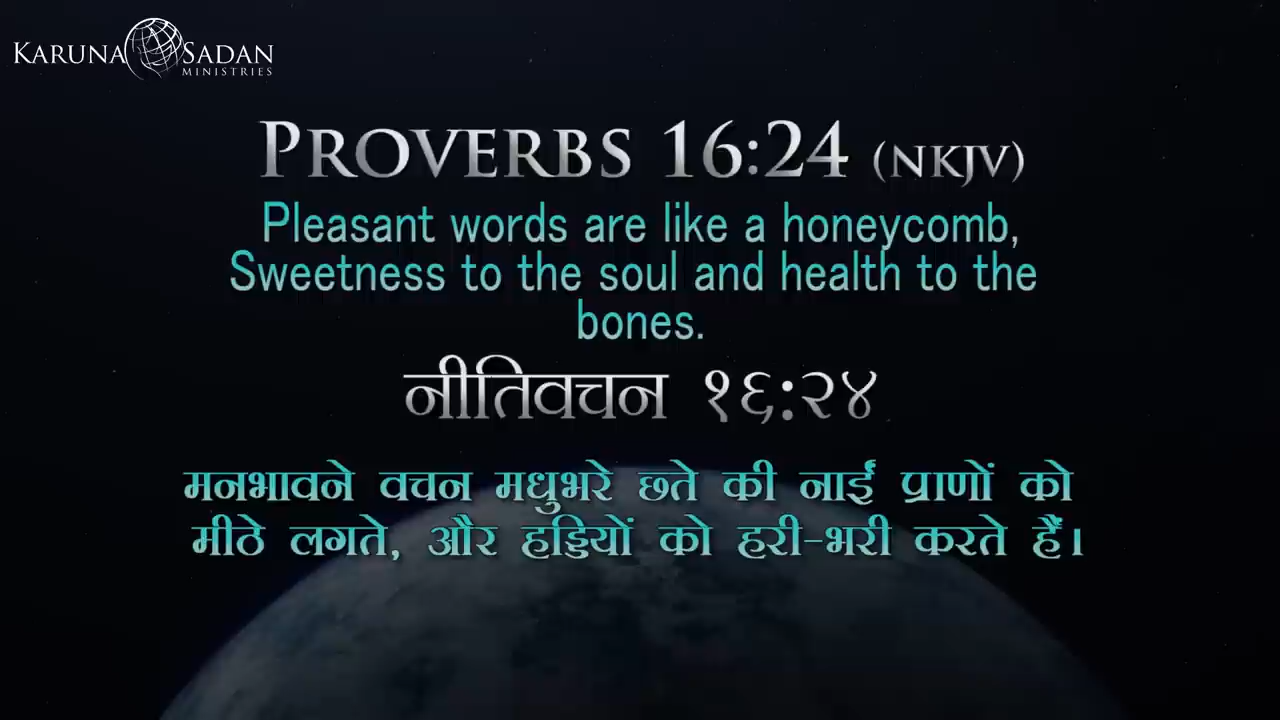 KARUNA SADAN
MINISTRIES
PROVERBS 16:24 (NKJV)
Pleasant words are like a honeycomb,
Sweetness to the soul and health to the
bones.
नीतिवचन १६:२४
मनभावने वचन मधुभरे छ्ते की नाईं प्राणों को
मीठे लगते, और हड्डियों को हरी-भरी करते हैं।